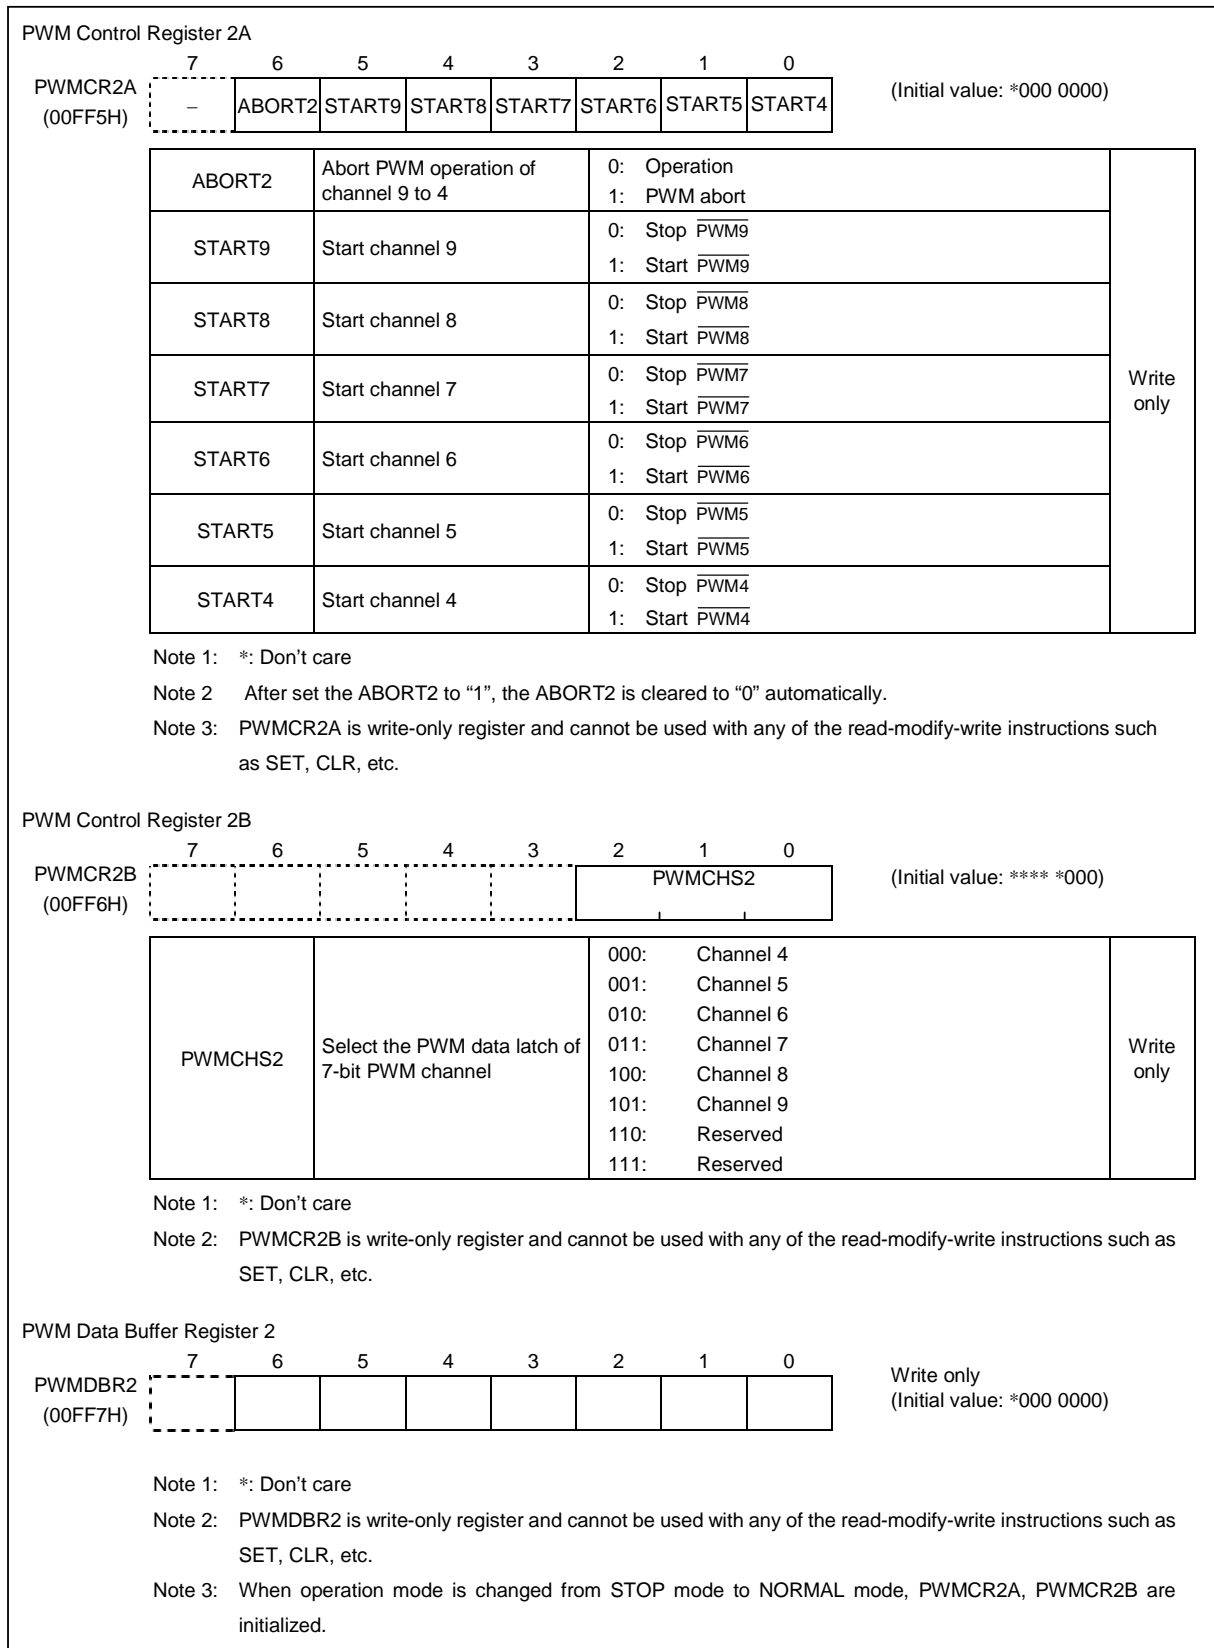 PWM Control Register 2A
7 6 5 4 3 2 1 0
PWMCR2A
(00FF5H)
– ABORT2 START9 START8 START7 START6 START5 START4
(Initial value: *000 0000)
ABORT2
Abort PWM operation of
channel 9 to 4
0: Operation
1: PWM abort
START9
Start channel 9
0: Stop PWM9
1: Start PWM9
START8
Start channel 8
0: Stop PWM8
1: Start PWM8
START7
Start channel 7
0: Stop PWM7
1: Start PWM7
START6
Start channel 6
0: Stop PWM6
1: Start PWM6
START5
Start channel 5
0: Stop PWM5
1: Start PWM5
START4
Start channel 4
0: Stop PWM4
1: Start PWM4
Write
only
Note 1: *: Don’t care
Note 2 After set the ABORT2 to “1”, the ABORT2 is cleared to “0” automatically.
Note 3: PWMCR2A is write-only register and cannot be used with any of the read-modify-write instructions such
as SET, CLR, etc.
PWM Control Register 2B
7 6 5 4 3 2 1 0
PWMCR2B
(00FF6H)
PWMCHS2
(Initial value: **** *000)
PWMCHS2
Select the PWM data latch of
7-bit PWM channel
000: Channel 4
001: Channel 5
010: Channel 6
011: Channel 7
100: Channel 8
101: Channel 9
110: Reserved
111: Reserved
Write
only
Note 1: *: Don’t care
Note 2: PWMCR2B is write-only register and cannot be used with any of the read-modify-write instructions such as
SET, CLR, etc.
PWM Data Buffer Register 2
7 6 5 4 3 2 1 0
PWMDBR2
(00FF7H)
Write only
(Initial value: *000 0000)
Note 1: *: Don’t care
Note 2: PWMDBR2 is write-only register and cannot be used with any of the read-modify-write instructions such as
SET, CLR, etc.
Note 3: When operation mode is changed from STOP mode to NORMAL mode, PWMCR2A, PWMCR2B are
initialized.